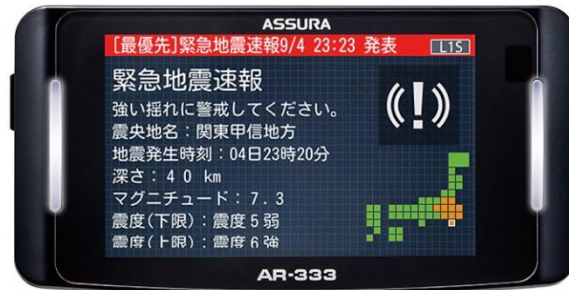 ASSURA
[最優先]緊急地震速報9/4 23:23 発表 L1S
緊急地震速報
強い揺れに警戒してください。
震央地名：関東甲信地方
地震発生時刻：04日23時20分
深さ：４０ km
マグニチュード：７.３
震度(下限)：震度５弱
震度(上限)：震度６強
AR-333